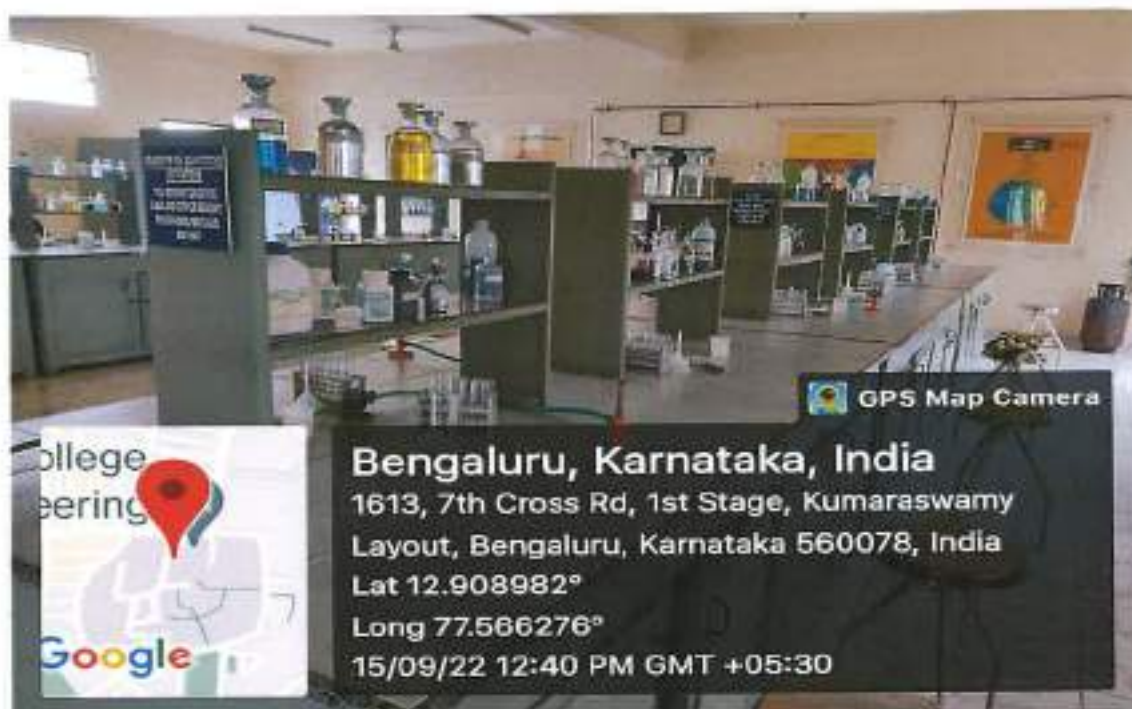 GPS Map Camera
ollege
eering
Google
Bengaluru, Karnataka, India
1613, 7th Cross Rd, 1st Stage, Kumaraswamy
Layout, Bengaluru, Karnataka 560078, India
Lat 12.908982°
Long 77.566276°
15/09/22 12:40 PM GMT +05:30